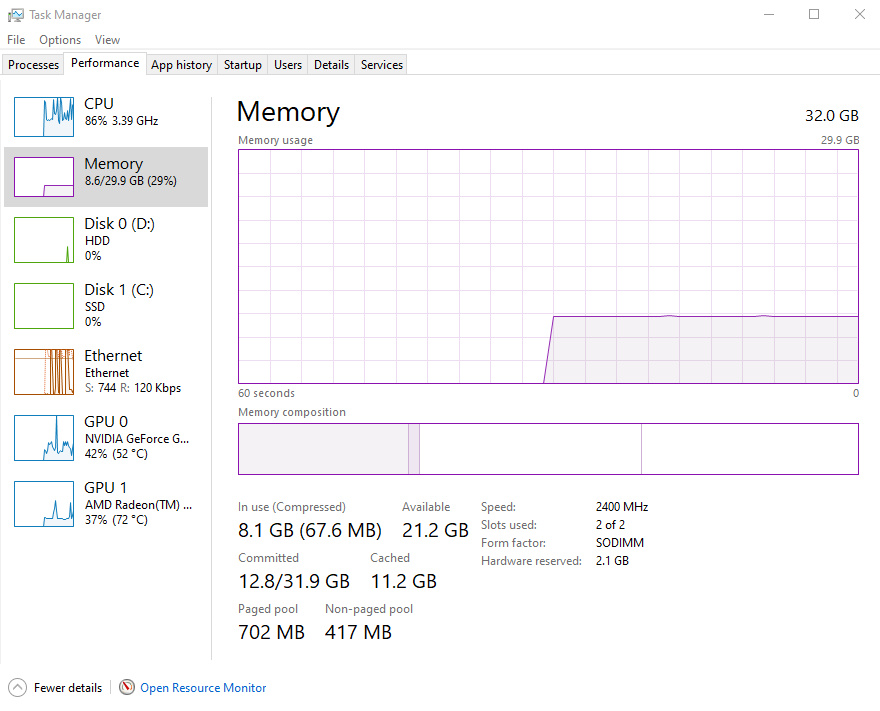 Task Manager
File Options View
Processes Performance App history Startup Users Details Services
CPU
86% 3.39 GHz
Memory
8.6/29.9 GB (29%)
Disk 0 (D:)
HDD
0%
Disk 1 (C:)
SSD
0%
Ethernet
Ethernet
S: 744 R: 120 Kbps
GPU 0
NVIDIA GeForce G...
42% (52 °C)
GPU 1
AMD Radeon(TM) ...
37% (72 °C)
Memory 32.0 GB
Memory usage 29.9 GB
60 seconds 0
Memory composition
In use (Compressed) Available
8.1 GB (67.6 MB) 21.2 GB
Committed Cached
12.8/31.9 GB 11.2 GB
Paged pool Non-paged pool
702 MB 417 MB
Speed: 2400 MHz
Slots used: 2 of 2
Form factor: SODIMM
Hardware reserved: 2.1 GB
Fewer details Open Resource Monitor